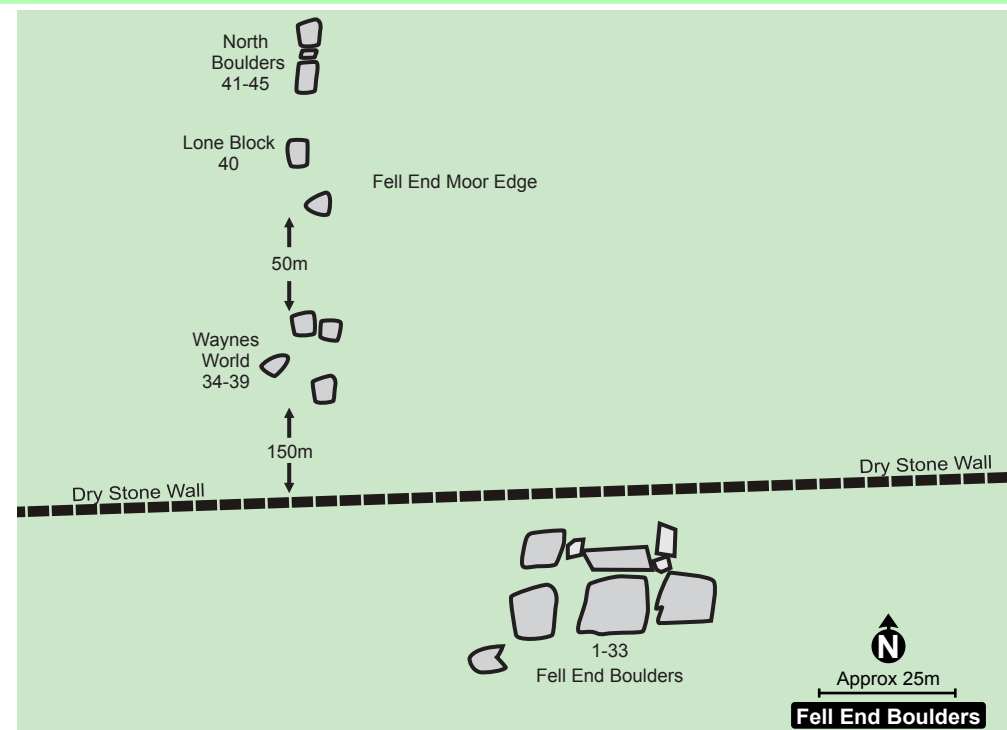 North
Boulders
41-45
Lone Block
40
Fell End Moor Edge
50m
Waynes
World
34-39
150m
Dry Stone Wall
Dry Stone Wall
1-33
Fell End Boulders
N
Approx 25m
Fell End Boulders